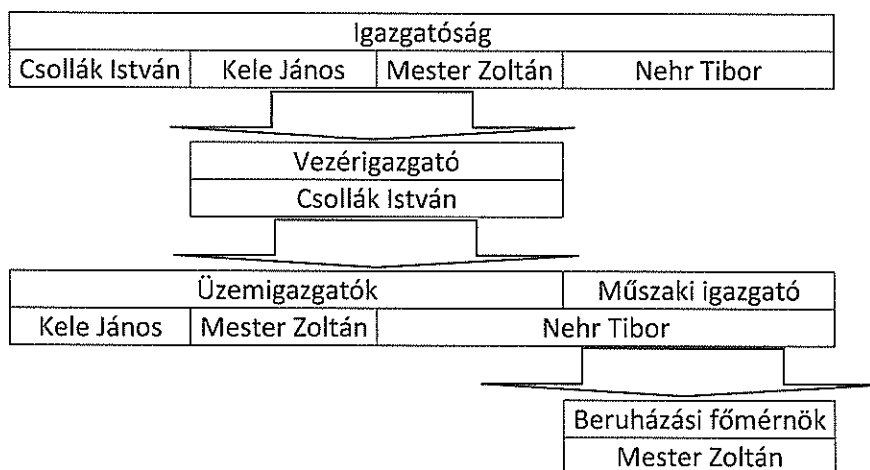 Igazgatóság
Csollák István Kele János Mester Zoltán Nehr Tibor
Vezérigazgató
Csollák István
Üzemigazgatók Műszaki igazgató
Kele János Mester Zoltán Nehr Tibor
Beruházási főmérnök
Mester Zoltán